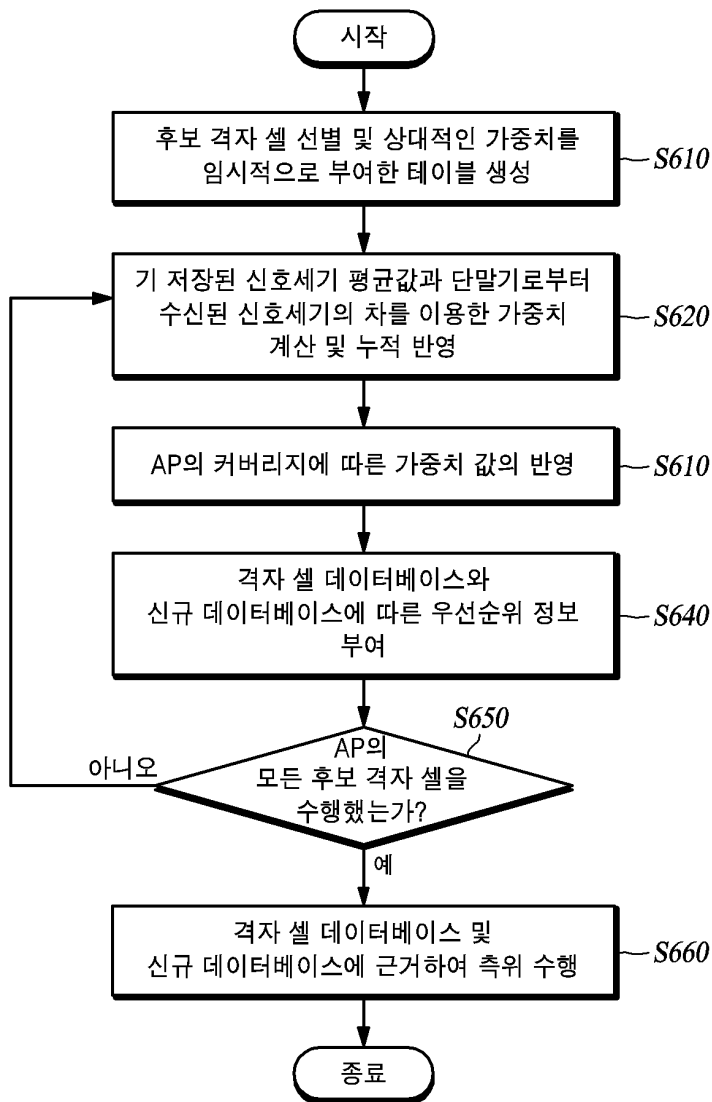 시작
후보 격자 셀 선별 및 상대적인 가중치를
임시적으로 부여한 테이블 생성
S610
기 저장된 신호세기 평균값과 단말기로부터
수신된 신호세기의 차를 이용한 가중치
계산 및 누적 반영
S620
AP의 커버리지에 따른 가중치 값의 반영
S610
격자 셀 데이터베이스와
신규 데이터베이스에 따른 우선순위 정보
부여
S640
S650
AP의
모든 후보 격자 셀을
수행했는가?
아니오
예
격자 셀 데이터베이스 및
신규 데이터베이스에 근거하여 측위 수행
S660
종료